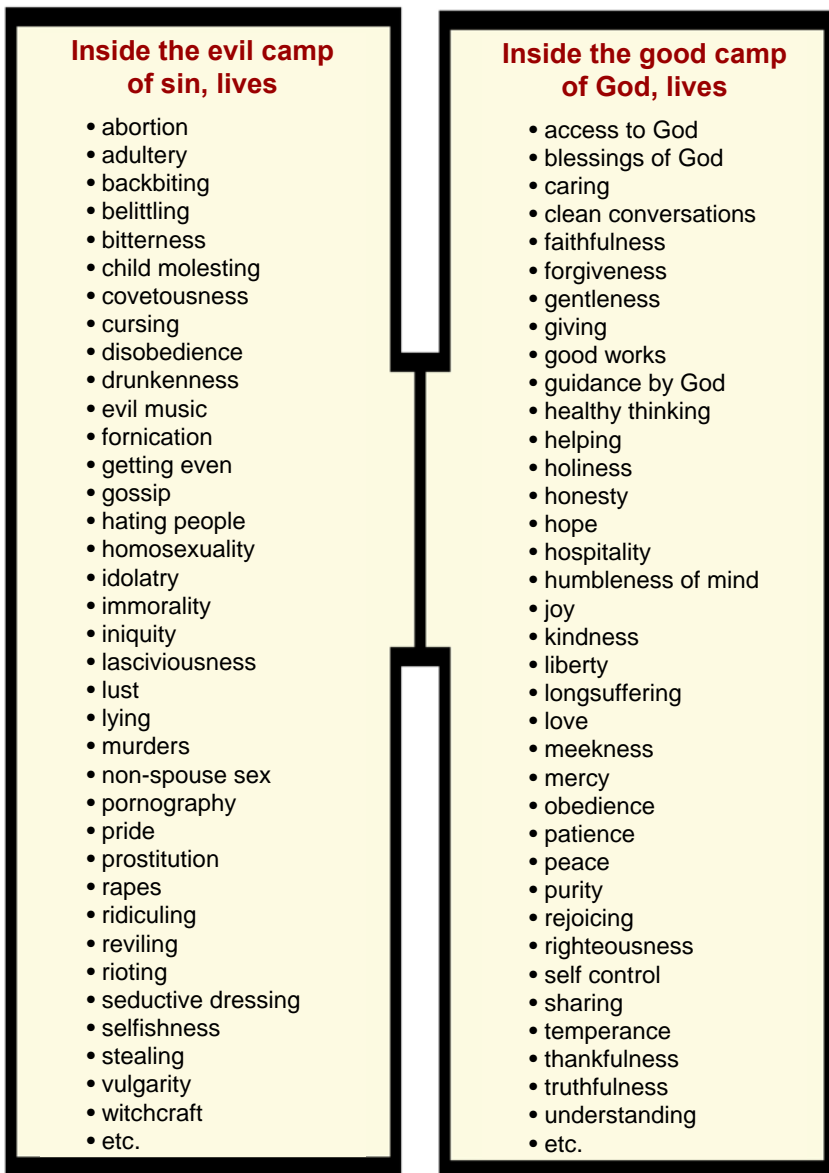 Inside the evil camp
of sin, lives
• abortion
• adultery
• backbiting
• belittling
• bitterness
• child molesting
• covetousness
• cursing
• disobedience
• drunkenness
• evil music
• fornication
• getting even
• gossip
• hating people
• homosexuality
• idolatry
• immorality
• iniquity
• lasciviousness
• lust
• lying
• murders
• non-spouse sex
• pornography
• pride
• prostitution
• rapes
• ridiculing
• reviling
• rioting
• seductive dressing
• selfishness
• stealing
• vulgarity
• witchcraft
• etc.
Inside the good camp
of God, lives
• access to God
• blessings of God
• caring
• clean conversations
• faithfulness
• forgiveness
• gentleness
• giving
• good works
• guidance by God
• healthy thinking
• helping
• holiness
• honesty
• hope
• hospitality
• humbleness of mind
• joy
• kindness
• liberty
• longsuffering
• love
• meekness
• mercy
• obedience
• patience
• peace
• purity
• rejoicing
• righteousness
• self control
• sharing
• temperance
• thankfulness
• truthfulness
• understanding
• etc.